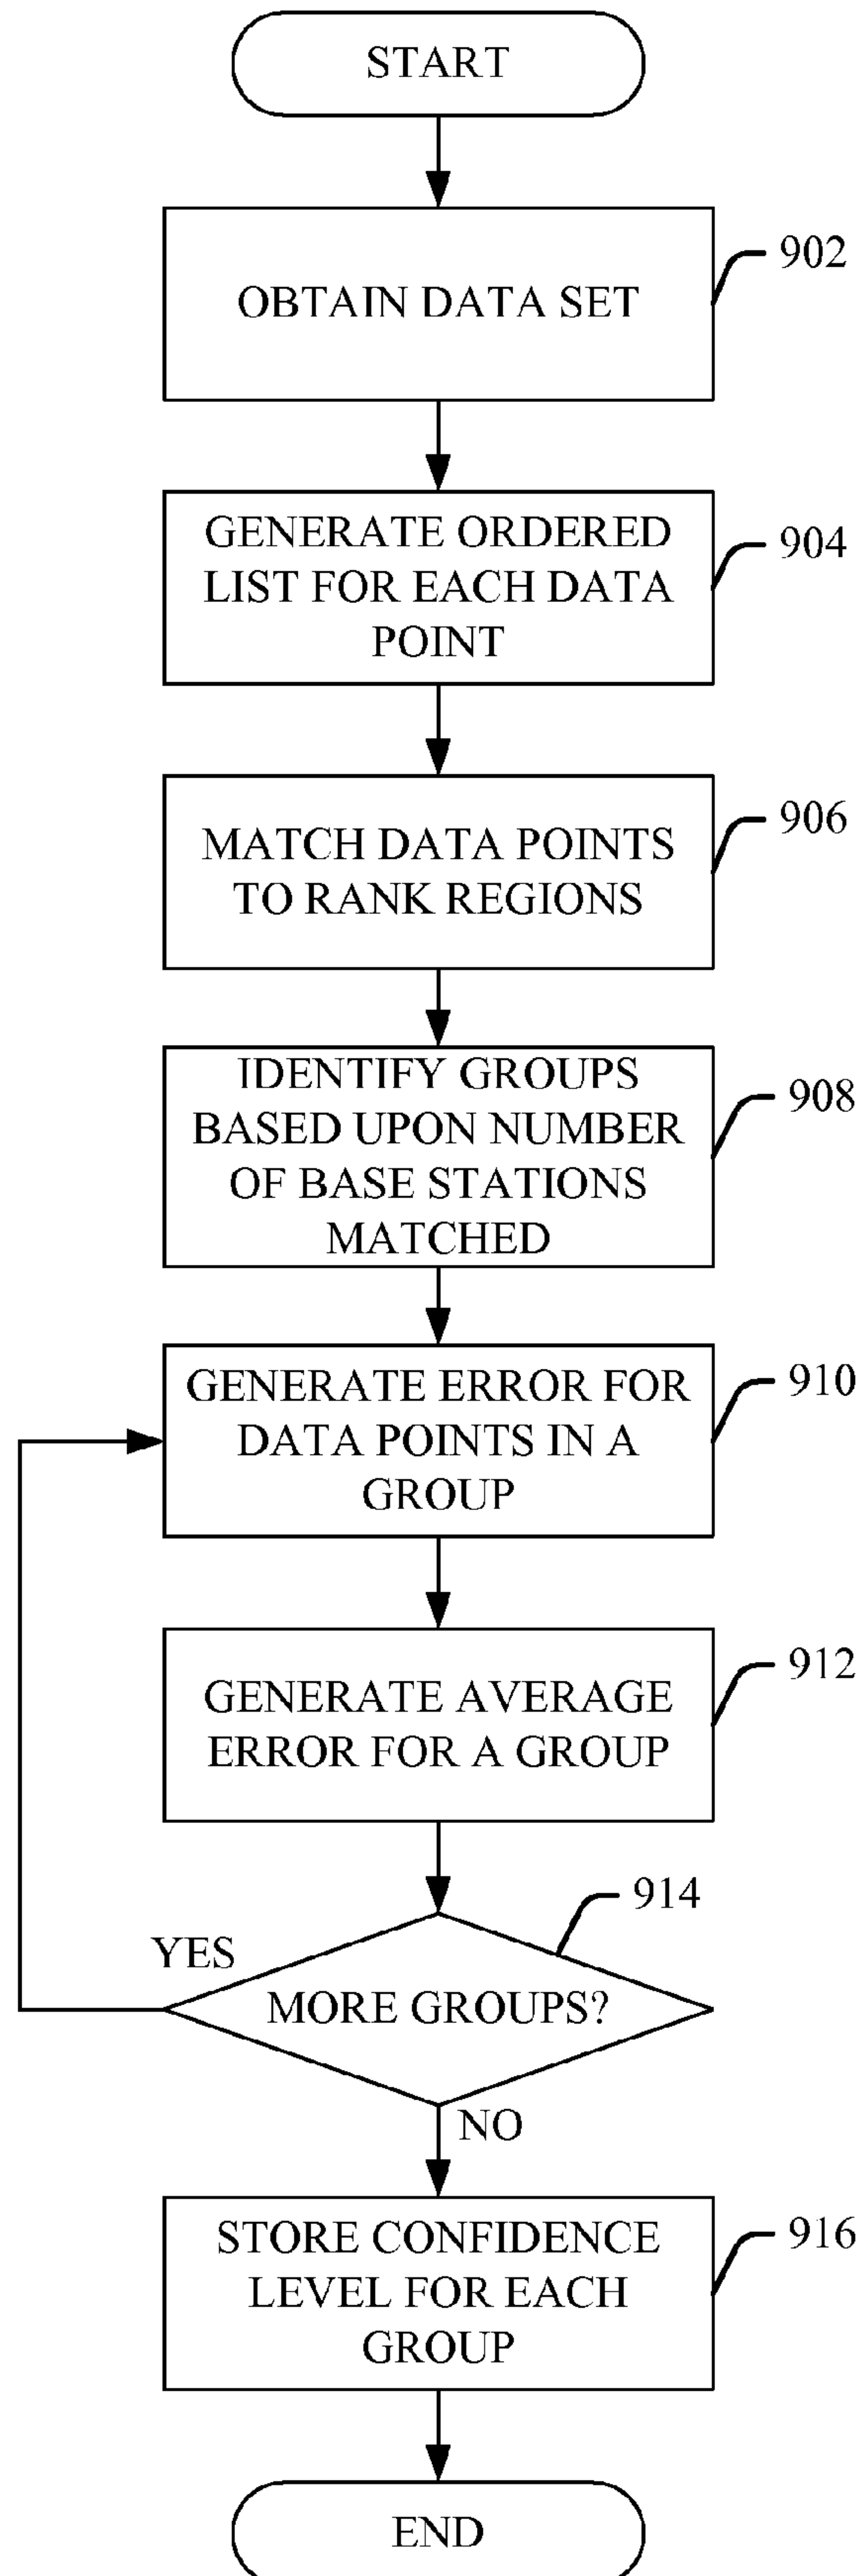 START
902
OBTAIN DATA SET
GENERATE ORDERED
904
LIST FOR EACH DATA
POINT
906
MATCH DATA POINTS
TO RANK REGIONS
IDENTIFY GROUPS
908
BASED UPON NUMBER
OF BASE STATIONS
MATCHED
910
GENERATE ERROR FOR
DATA POINTS IN A
GROUP
912
GENERATE AVERAGE
ERROR FOR A GROUP
914
YES
MORE GROUPS?
NO
916
STORE CONFIDENCE
LEVEL FOR EACH
GROUP
END